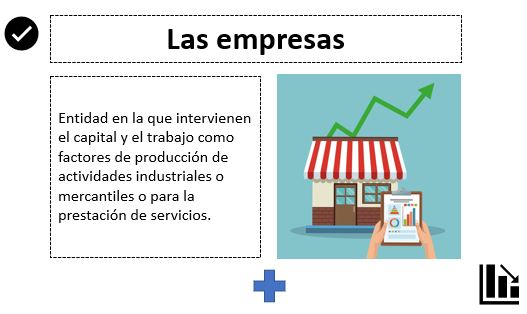 Las empresas
Entidad en la que intervienen
el capital y el trabajo como
factores de producción de
actividades industriales o
mercantiles o para la
prestación de servicios.